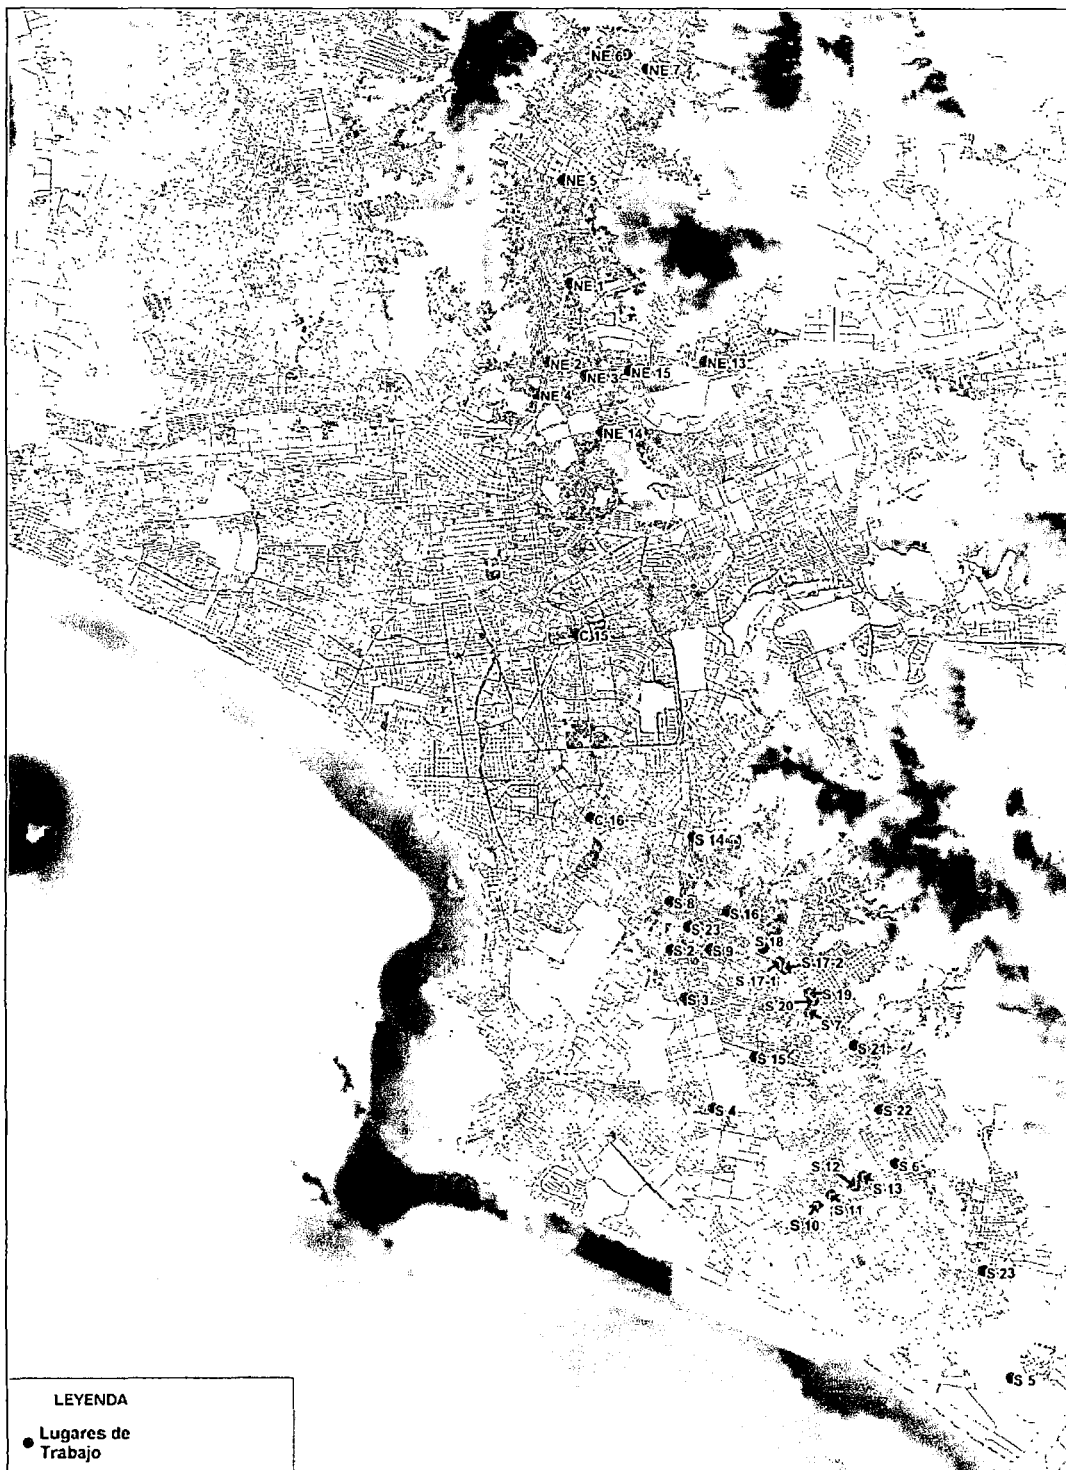 NE 6
NE 7
NE 5
NE 1
NE 2
NE 3
NE 15
NE 13
NE 4
NE 14
C 15
C 16
S 14
S 8
S 16
S 23
S 18
S 2
S 9
S 17-2
S 17-1
S 3
S 19
S 20
S 7
S 21
S 15
S 4
S 22
S 6
S 12
S 13
S 11
S 10
S 23
S 5
LEYENDA
Lugares de
Trabajo